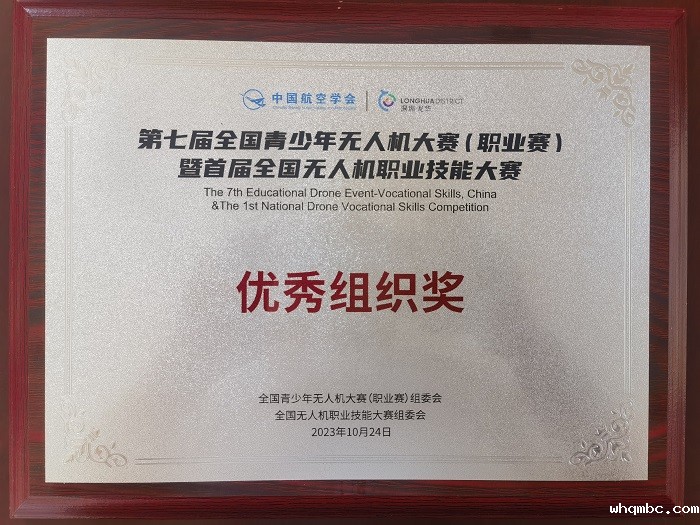 中国航空学会 LONGHUA DISTRICT
深圳·龙华
第七届全国青少年无人机大赛(职业赛)
暨首届全国无人机职业技能大赛
The 7th Educational Drone Event-Vocational Skills, China
&The 1st National Drone Vocational Skills Competition
优秀组织奖
全国青少年无人机大赛(职业赛)组委会
全国无人机职业技能大赛组委会
2023年10月24日
whqmbc.com